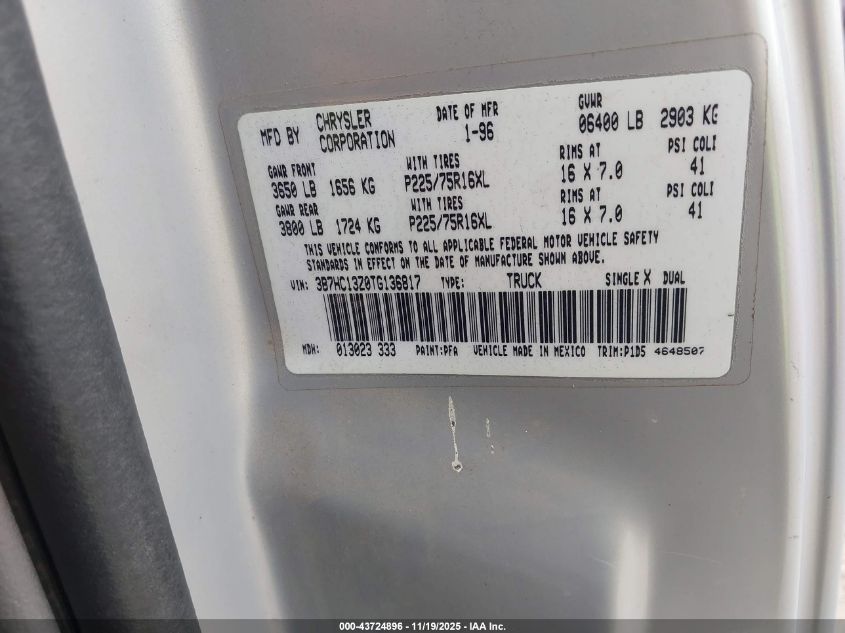 MFD BY CHRYSLER CORPORATION DATE OF MFR 1-96 GVWR 06400 LB 2903 KG
GAWR FRONT WITH TIRES RIMS AT PSI COLD
3650 LB 1656 KG P225/75R16XL 16 X 7.0 41
GAWR REAR WITH TIRES RIMS AT PSI COLD
3800 LB 1724 KG P225/75R16XL 16 X 7.0 41
THIS VEHICLE CONFORMS TO ALL APPLICABLE FEDERAL MOTOR VEHICLE SAFETY
STANDARDS IN EFFECT ON THE DATE OF MANUFACTURE SHOWN ABOVE.
VIN: 3B7HC13Z0TG136817 TYPE: TRUCK SINGLE X DUAL
MDH: 013023 333 PAINT:PFA VEHICLE MADE IN MEXICO TRIM:P1D5 4648507
000-43724896 - 11/19/2025 - IAA Inc.